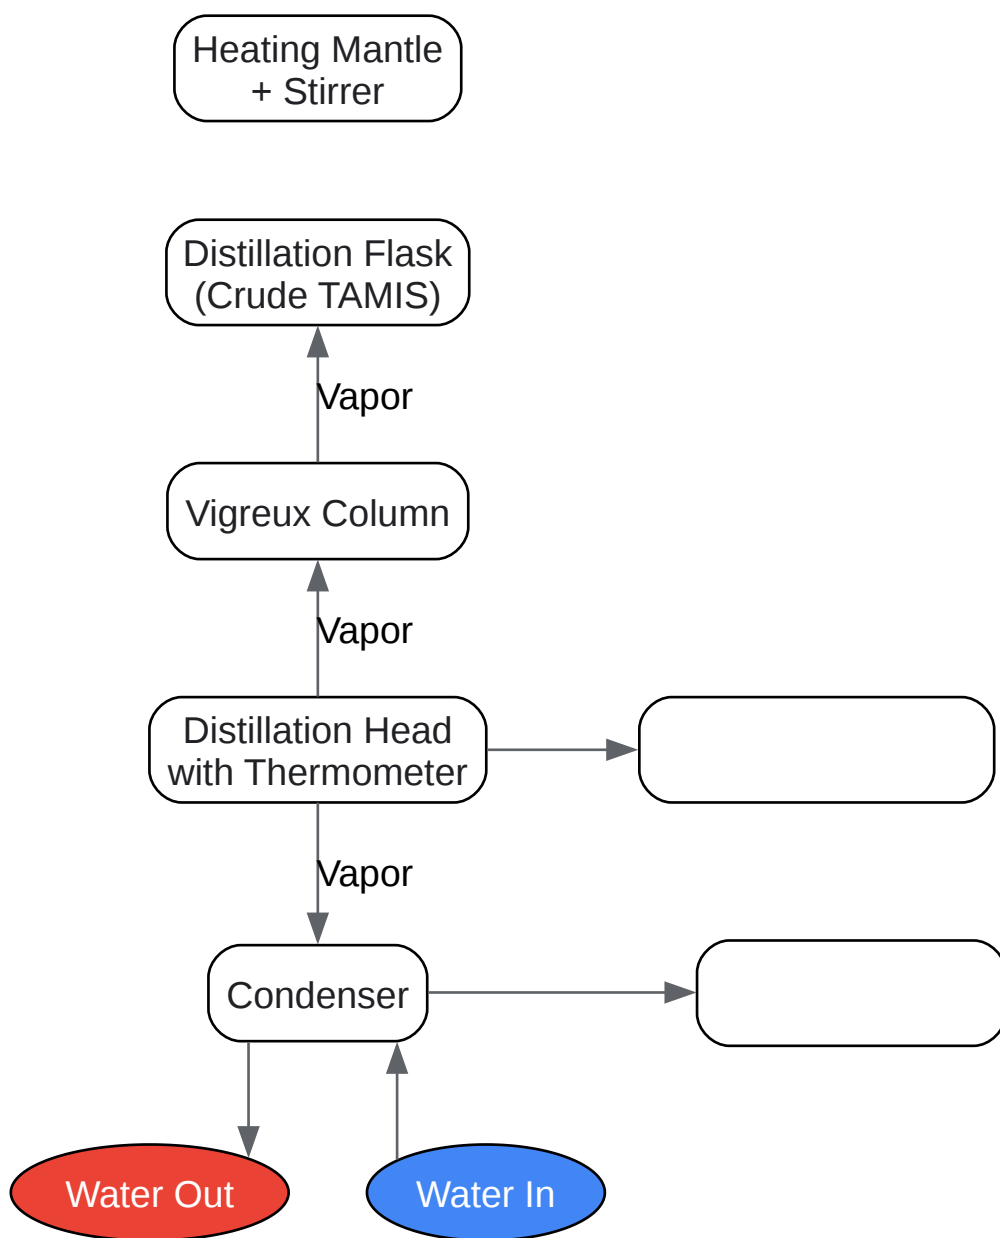 Heating Mantle
+ Stirrer
Distillation Flask
(Crude TAMIS)
Vapor
Vigreux Column
Vapor
Distillation Head
with Thermometer
Vapor
Condenser
Water Out
Water In